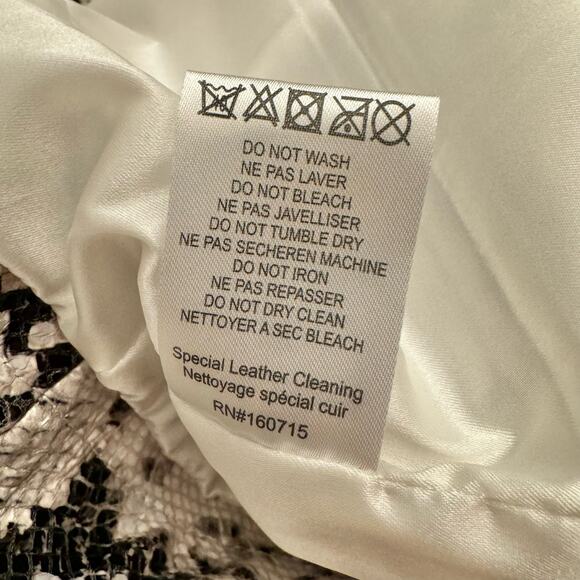 DO NOT WASH
NE PAS LAVER
DO NOT BLEACH
NE PAS JAVELLISER
DO NOT TUMBLE DRY
NE PAS SECHEREN MACHINE
DO NOT IRON
NE PAS REPASSER
DO NOT DRY CLEAN
NETTOYER A SEC BLEACH
Special Leather Cleaning
Nettoyage spécial cuir
RN#160715